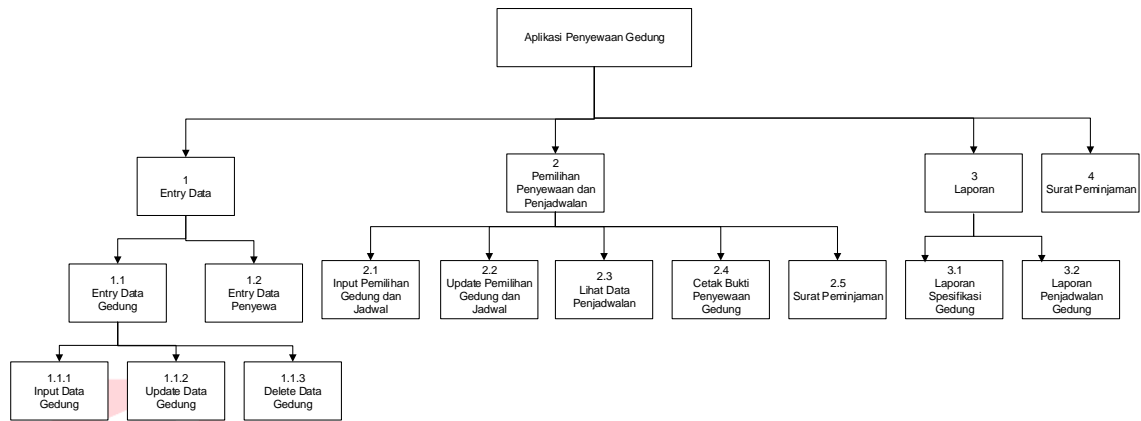 Aplikasi Penyewaan Gedung
1
Entry Data
2
Pemilihan
Penyewaan dan
Penjadwalan
3
Laporan
4
Surat Peminjaman
1.1
Entry Data
Gedung
1.2
Entry Data
Penyewa
2.1
Input Pemilihan
Gedung dan
Jadwal
2.2
Update Pemilihan
Gedung dan
Jadwal
2.3
Lihat Data
Penjadwalan
2.4
Cetak Bukti
Penyewaan
Gedung
2.5
Surat Peminjaman
3.1
Laporan
Spesifikasi
Gedung
3.2
Laporan
Penjadwalan
Gedung
1.1.1
Input Data
Gedung
1.1.2
Update Data
Gedung
1.1.3
Delete Data
Gedung